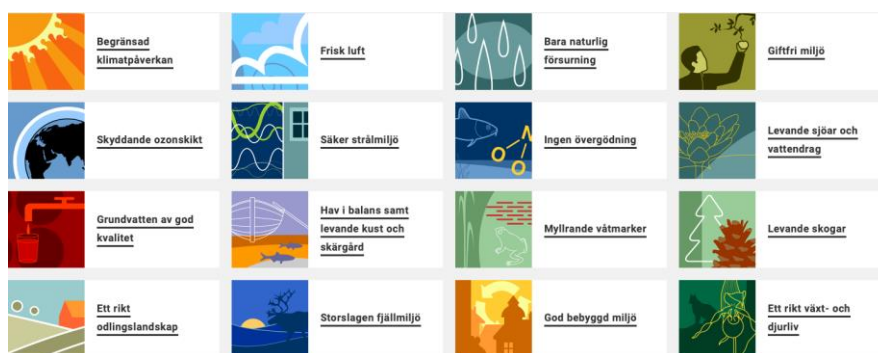 Begränsad
klimatpåverkan
Frisk luft
Bara naturlig
försurning
Giftfri miljö
Skyddande ozonskikt
Säker strålmiljö
N
O
O
Ingen övergödning
Levande sjöar och
vattendrag
Grundvatten av god
kvalitet
Hav i balans samt
levande kust och
skärgård
Myllrande våtmarker
Levande skogar
Ett rikt
odlingslandskap
Storslagen fjällmiljö
God bebyggd miljö
Ett rikt växt- och
djurliv